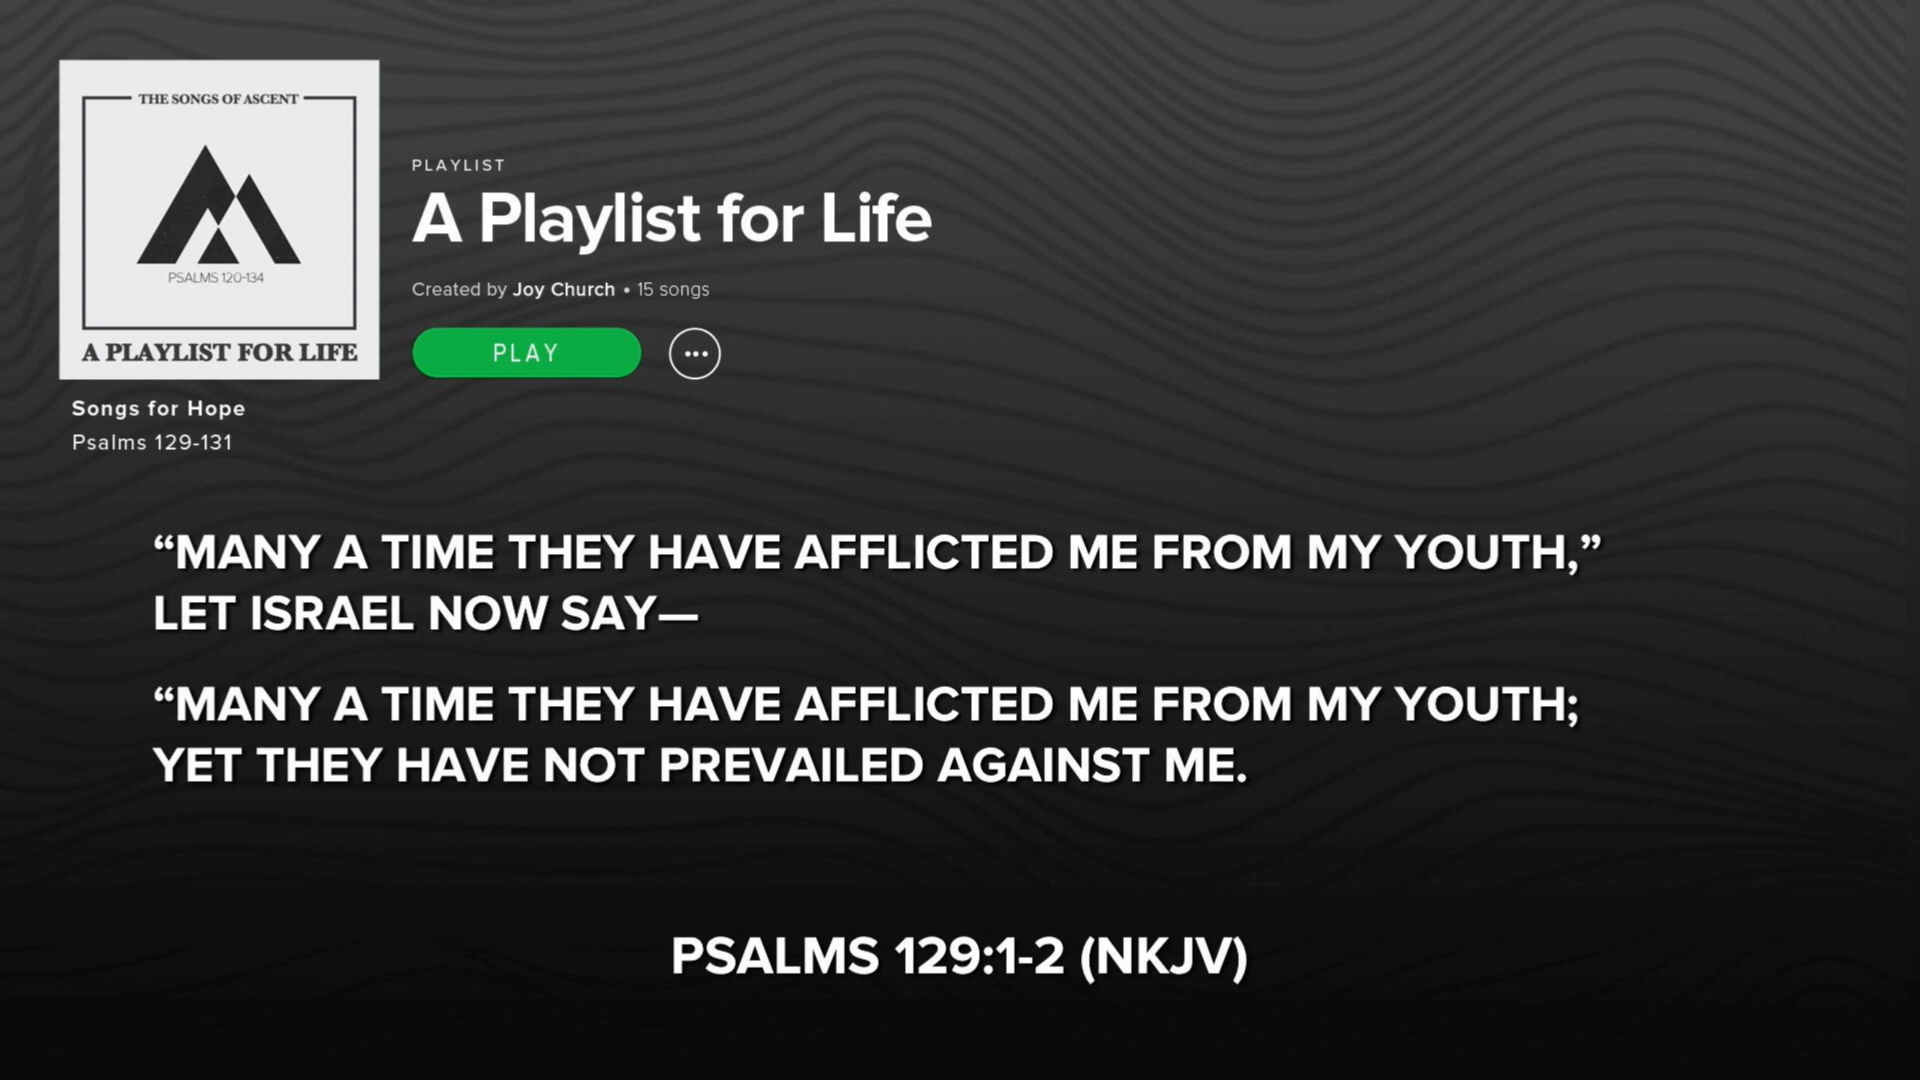 THE SONGS OF ASCENT
PSALMS 120-134
A PLAYLIST FOR LIFE
PLAYLIST
A Playlist for Life
Created by Joy Church • 15 songs
PLAY
Songs for Hope
Psalms 129-131
“MANY A TIME THEY HAVE AFFLICTED ME FROM MY YOUTH,”
LET ISRAEL NOW SAY—
“MANY A TIME THEY HAVE AFFLICTED ME FROM MY YOUTH;
YET THEY HAVE NOT PREVAILED AGAINST ME.
PSALMS 129:1-2 (NKJV)